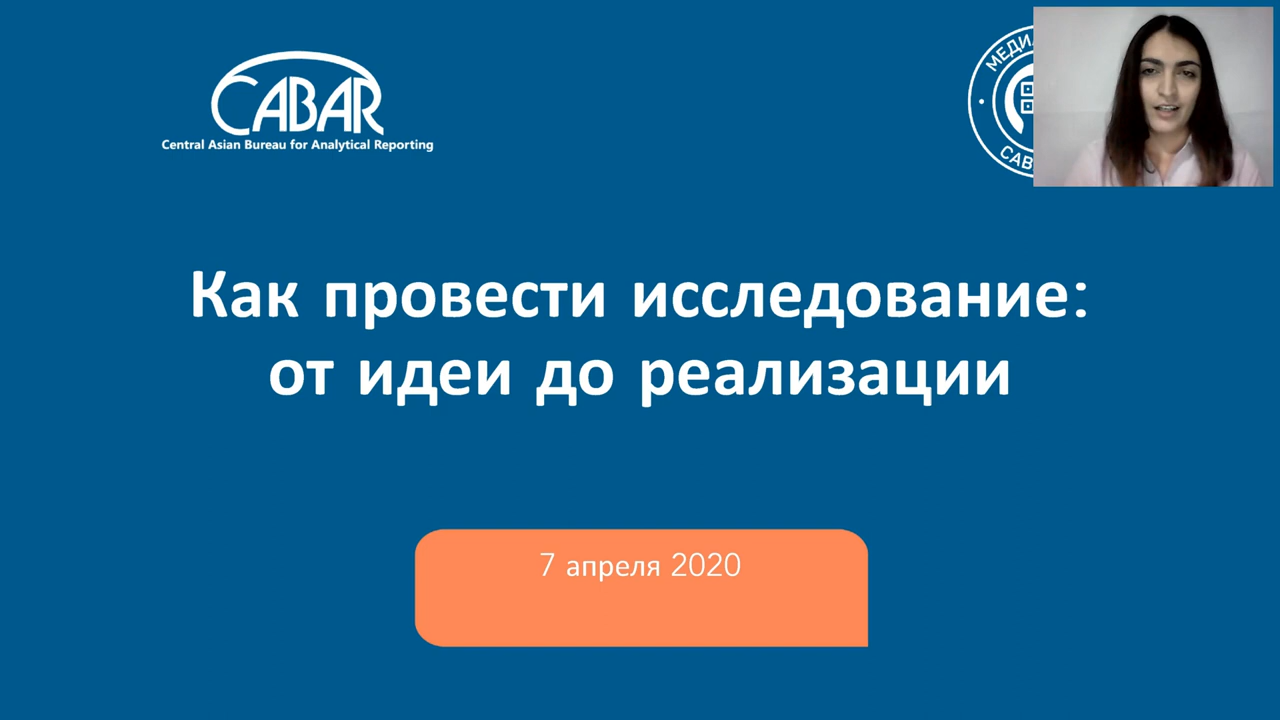 CABAR
Central Asian Bureau for Analytical Reporting
Как провести исследование:
от идеи до реализации
7 апреля 2020